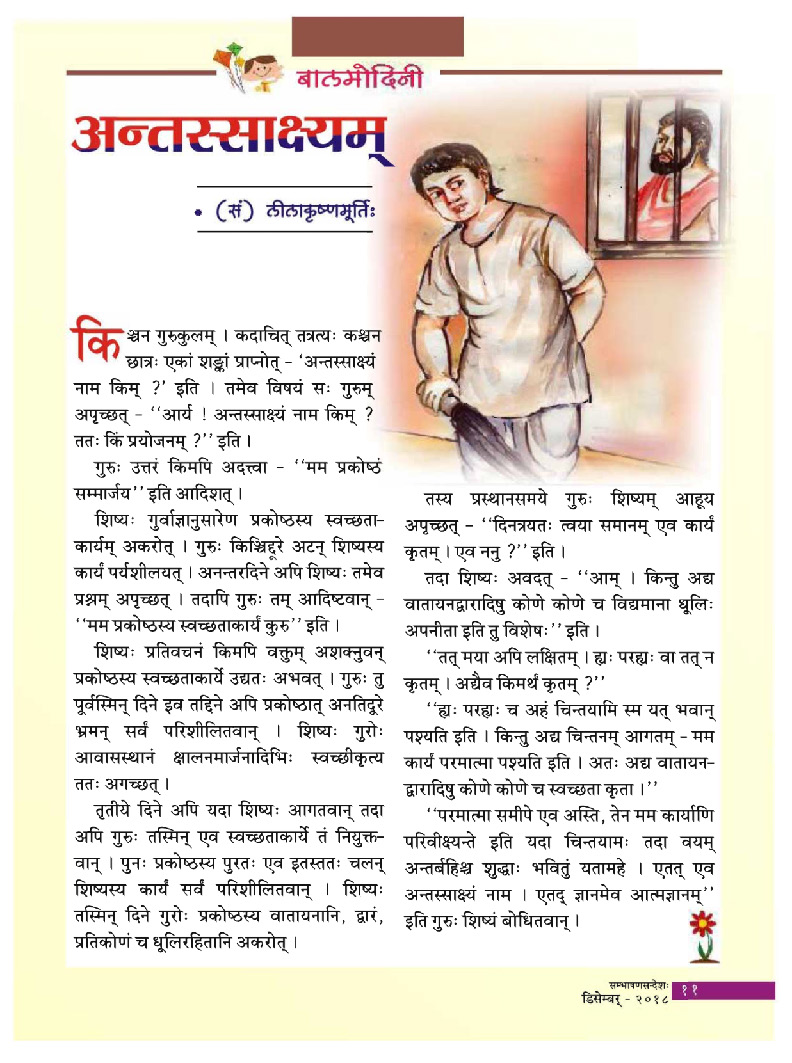 बालमोदिनी
अन्तस्साक्ष्यम्
• (सं) लीलाकृष्णमूर्तिः
किञ्चन गुरुकुलम् । कदाचित् तत्रत्यः कश्चन
छात्रः एकां शङ्कां प्राप्नोत् - ‘अन्तस्साक्ष्यं
नाम किम् ?’ इति । तमेव विषयं सः गुरुम्
अपृच्छत् - ‘‘आर्य ! अन्तस्साक्ष्यं नाम किम् ?
ततः किं प्रयोजनम् ?’’ इति ।
गुरुः उत्तरं किमपि अदत्त्वा - ‘‘मम प्रकोष्ठं
सम्मार्जय’’ इति आदिशत् ।
शिष्यः गुर्वाज्ञानुसारेण प्रकोष्ठस्य स्वच्छता-
कार्यम् अकरोत् । गुरुः किञ्चिद्दूरे अटन् शिष्यस्य
कार्यं पर्यशीलयत् । अनन्तरदिने अपि शिष्यः तमेव
प्रश्नम् अपृच्छत् । तदापि गुरुः तम् आदिष्टवान् -
‘‘मम प्रकोष्ठस्य स्वच्छताकार्यं कुरु’’ इति ।
शिष्यः प्रतिवचनं किमपि वक्तुम् अशक्नुवन्
प्रकोष्ठस्य स्वच्छताकार्ये उद्यतः अभवत् । गुरुः तु
पूर्वस्मिन् दिने इव तद्दिने अपि प्रकोष्ठात् अनतिदूरे
भ्रमन् सर्वं परिशीलितवान् । शिष्यः गुरोः
आवासस्थानं क्षालनमार्जनादिभिः स्वच्छीकृत्य
ततः अगच्छत् ।
तृतीये दिने अपि यदा शिष्यः आगतवान् तदा
अपि गुरुः तस्मिन् एव स्वच्छताकार्ये तं नियुक्त-
वान् । पुनः प्रकोष्ठस्य पुरतः एव इतस्ततः चलन्
शिष्यस्य कार्यं सर्वं परिशीलितवान् । शिष्यः
तस्मिन् दिने गुरोः प्रकोष्ठस्य वातायनानि, द्वारं,
प्रतिकोणं च धूलिरहितानि अकरोत् ।
तस्य प्रस्थानसमये गुरुः शिष्यम् आहूय
अपृच्छत् - ‘‘दिनत्रयतः त्वया समानम् एव कार्यं
कृतम् । एव ननु ?’’ इति ।
तदा शिष्यः अवदत् - ‘‘आम् । किन्तु अद्य
वातायनद्वारादिषु कोणे कोणे च विद्यमाना धूलिः
अपनीता इति तु विशेषः’’ इति ।
‘‘तत् मया अपि लक्षितम् । ह्यः परह्यः वा तत् न
कृतम् । अद्यैव किमर्थं कृतम् ?’’
‘‘ह्यः परह्यः च अहं चिन्तयामि स्म यत् भवान्
पश्यति इति । किन्तु अद्य चिन्तनम् आगतम् - मम
कार्यं परमात्मा पश्यति इति । अतः अद्य वातायन-
द्वारादिषु कोणे कोणे च स्वच्छता कृता ।’’
‘‘परमात्मा समीपे एव अस्ति, तेन मम कार्याणि
परिवीक्ष्यन्ते इति यदा चिन्तयामः तदा वयम्
अन्तर्बहिश्च शुद्धाः भवितुं यतामहे । एतत् एव
अन्तस्साक्ष्यं नाम । एतद् ज्ञानमेव आत्मज्ञानम्’’
इति गुरुः शिष्यं बोधितवान् ।
सम्भाषणसन्देशः
डिसेम्बर् - २०१८
११